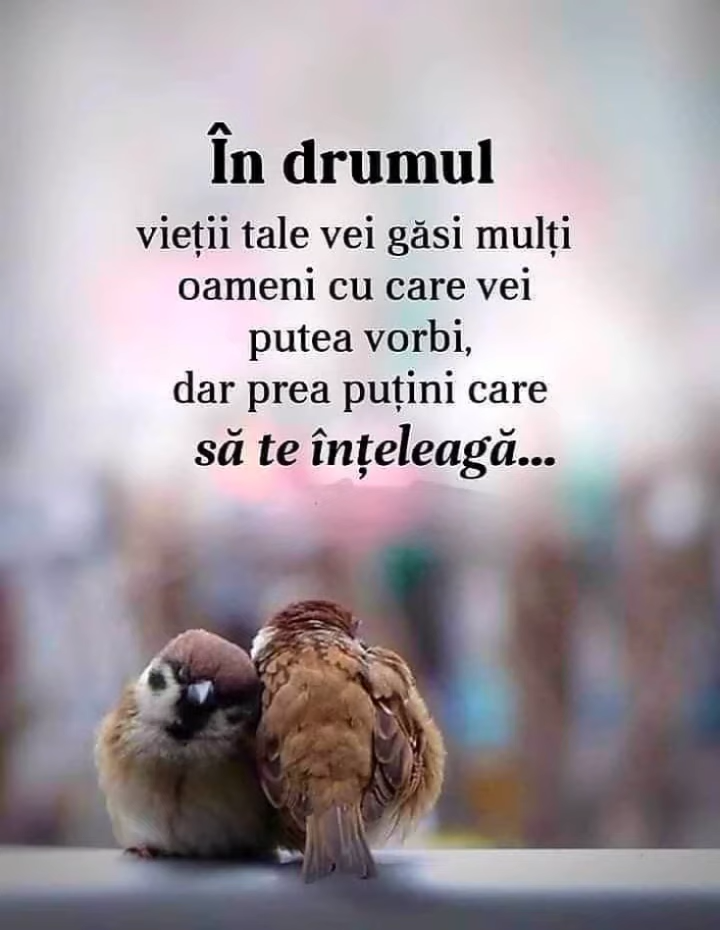 În drumul
vieții tale vei găsi mulți
oameni cu care vei
putea vorbi,
dar prea puțini care
să te înțeleagă...